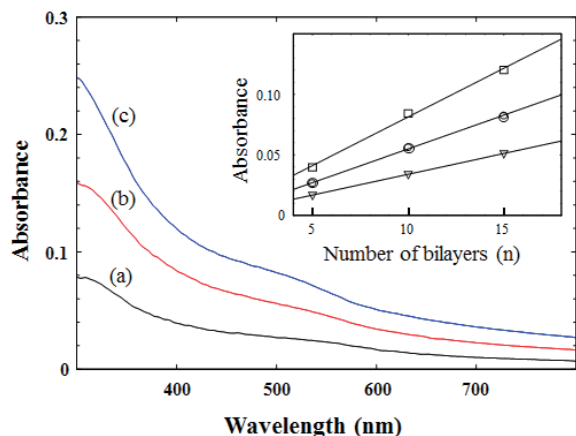 0.3
0.2
0.1
0
Absorbance
(c)
(b)
(a)
400 500 600 700
Wavelength (nm)
0.10
0.05
0
Absorbance
5 10 15
Number of bilayers (n)